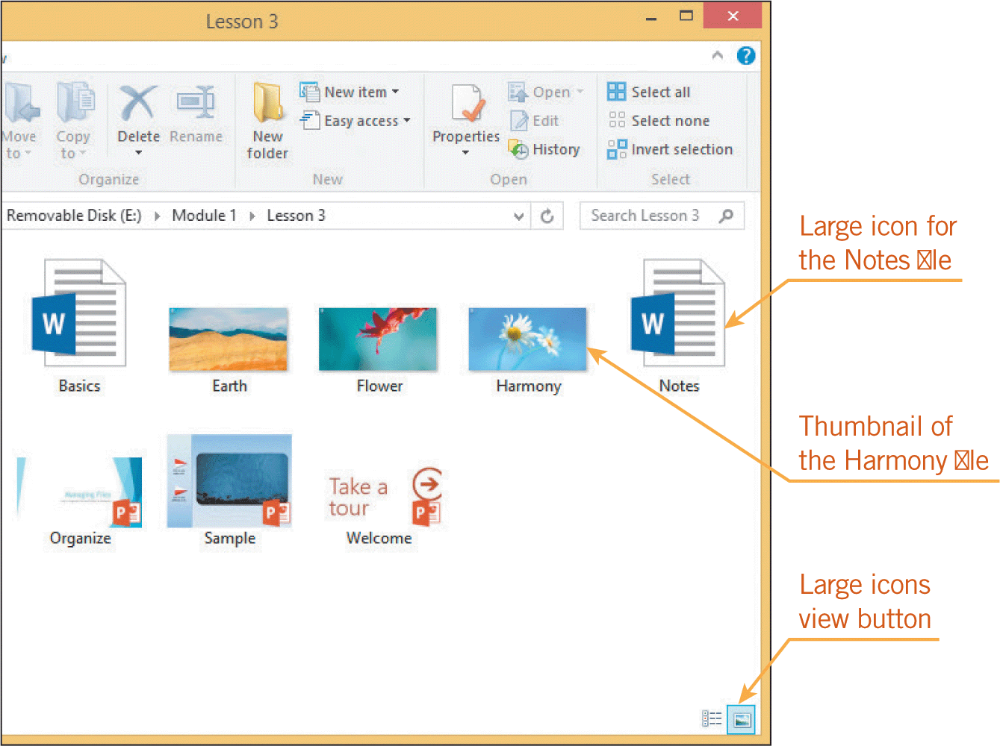 Lesson 3
New item
Open
Select all
Easy access
Edit
Select none
Move
to
Copy
to
Delete
Rename
New
folder
Properties
History
Invert selection
Organize
New
Open
Select
Removable Disk (E:)
Module 1
Lesson 3
Search Lesson 3
Large icon for
the Notes �le
W
W
Basics
Earth
Flower
Harmony
Notes
Thumbnail of
the Harmony �le
Managing Files
Take a
tour
P
P
P
Organize
Sample
Welcome
Large icons
view button